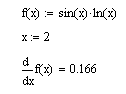 f(x) := sin(x)·ln(x)
x := 2
d/dx f(x) = 0.166